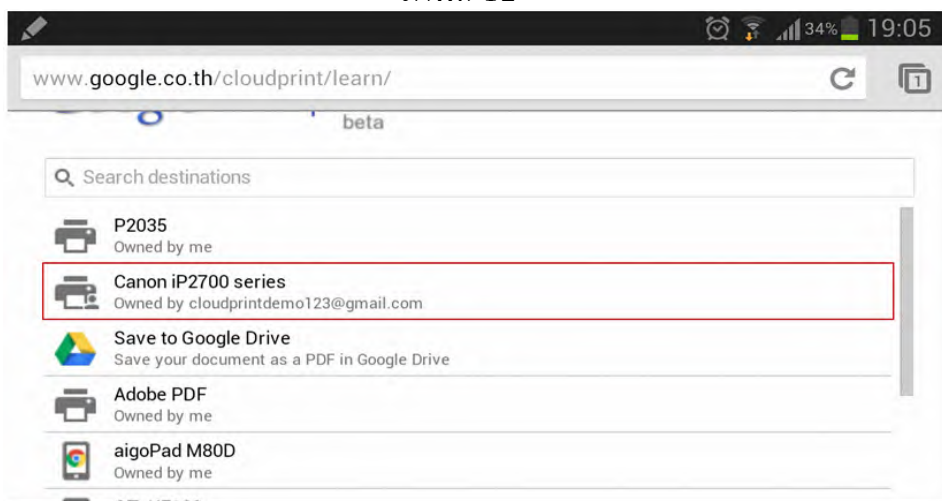 34% 19:05
www.google.co.th/cloudprint/learn/
1
beta
Search destinations
P2035
Owned by me
Canon iP2700 series
Owned by cloudprintdemo123@gmail.com
Save to Google Drive
Save your document as a PDF in Google Drive
Adobe PDF
Owned by me
aigoPad M80D
Owned by me